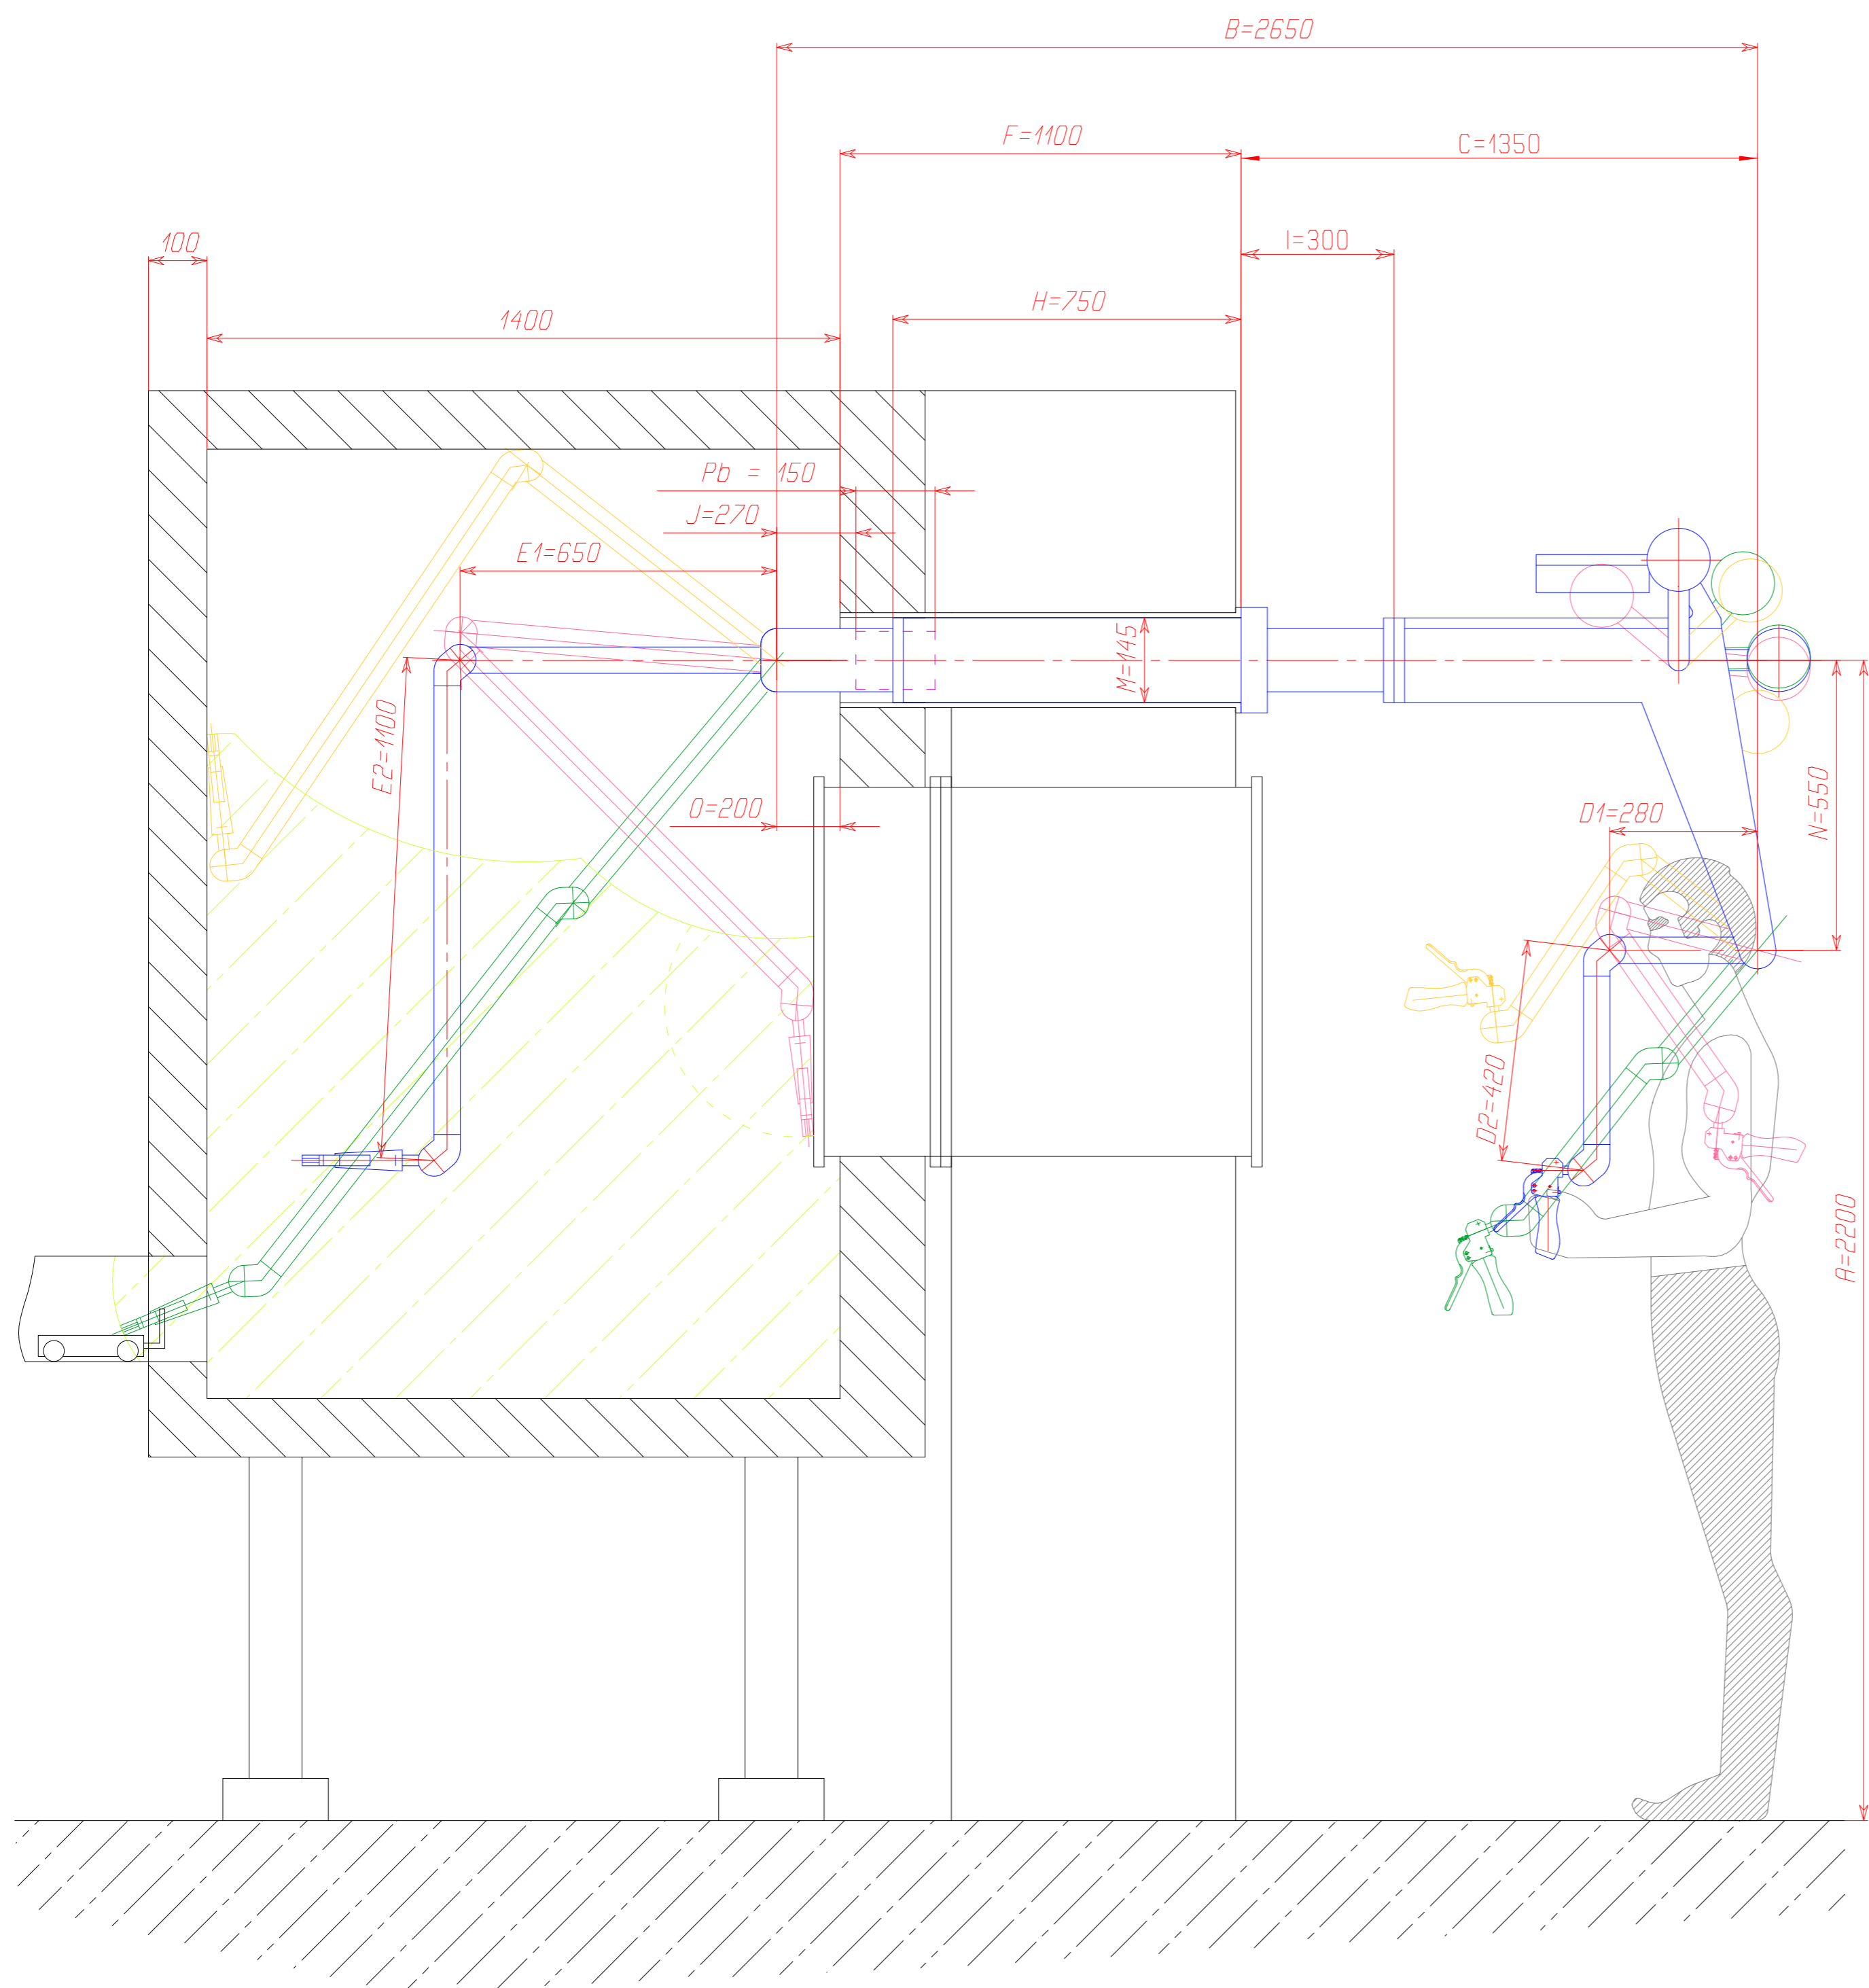 B=2650
F=1100
C=1350
100
I=300
H=750
1400
Pb = 150
J=270
E1=650
M=145
E2=1100
O=200
D1=280
N=550
D2=420
A=2200